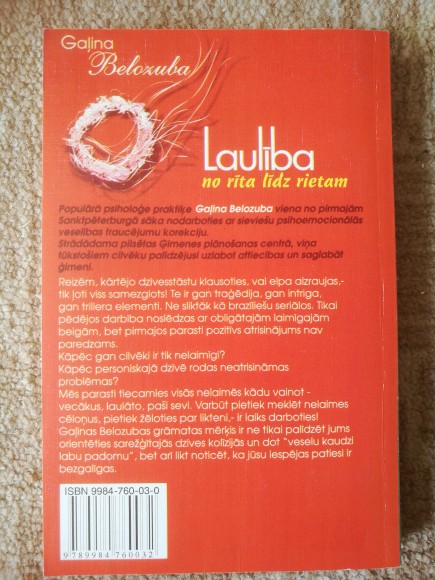 Gaļina
Belozuba
Laulība
no rīta līdz rietam
Populārā psiholoģe praktiķe Gaļina Belozuba viena no pirmajām
Sanktpēterburgā sāka nodarboties ar sieviešu psihoemocionālās
veselības traucējumu korekciju.
Strādādama pilsētas Ģimenes plānošanas centrā, viņa
tūkstošiem cilvēku palīdzējusi uzlabot attiecības un saglabāt
ģimeni.
Reizēm, kārtējo dzīvesstāstu klausoties, vai elpa aizraujas,-
tik ļoti viss samezglots! Te ir gan traģēdija, gan intriga,
gan trillera elementi. Ne sliktāk kā brazīliešu seriālos. Tikai
pēdējos darbība noslēdzas ar obligātajām laimīgajām
beigām, bet pirmajos parasti pozitīvs atrisinājums nav
paredzams.
Kāpēc gan cilvēki ir tik nelaimīgi?
Kāpēc personiskajā dzīvē rodas neatrisināmas
problēmas?
Mēs parasti tiecamies visās nelaimēs kādu vainot -
vecākus, laulāto, paši sevi. Varbūt pietiek meklēt nelaimes
cēloņus, pietiek žēloties par likteni,- ir laiks darboties!
Gaļinas Belozubas grāmatas mērķis ir ne tikai palīdzēt jums
orientēties sarežģītajās dzīves kolīzijās un dot "veselu kaudzi
labu padomu", bet arī likt noticēt, ka jūsu iespējas patiesi ir
bezgalīgas.
ISBN 9984-760-03-0
9 789984 760032